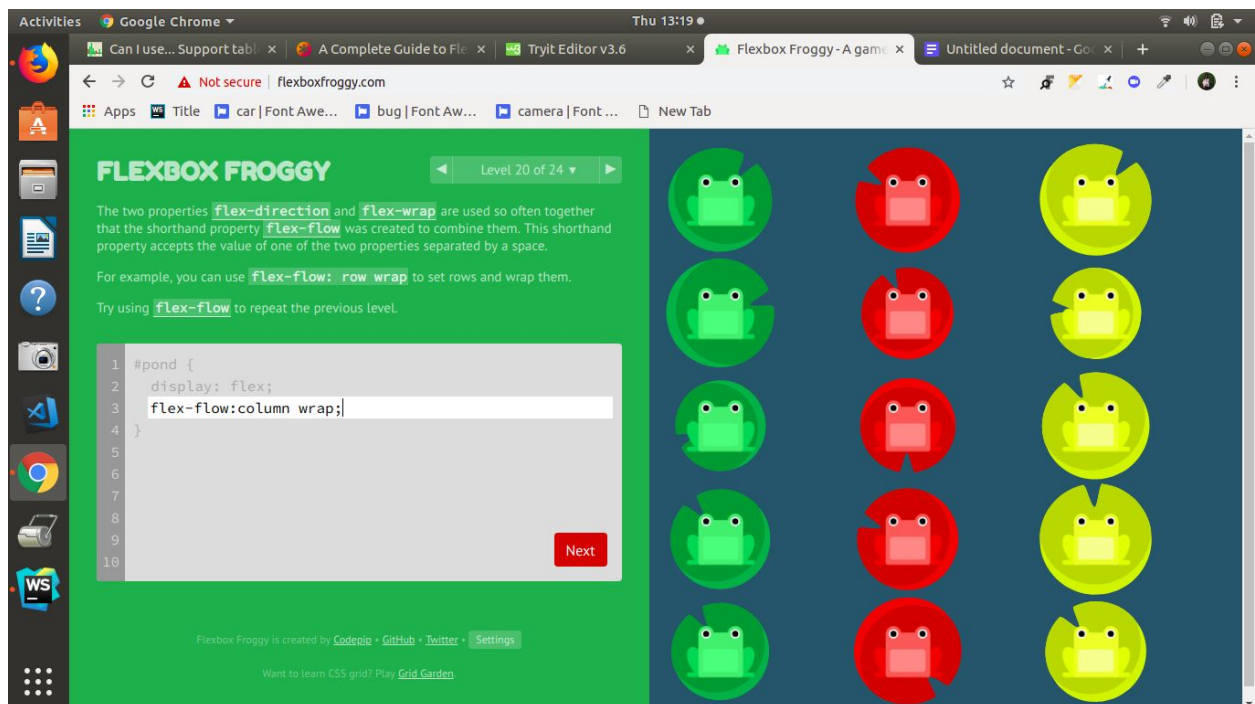 Activities Google Chrome ▾ Thu 13:19
Can I use... Support tabl × A Complete Guide to Fle × Tryit Editor v3.6 × Flexbox Froggy - A game × Untitled document - Goo × +
Not secure | flexboxfroggy.com
Apps Title car | Font Awe... bug | Font Aw... camera | Font ... New Tab
FLEXBOX FROGGY ◀ Level 20 of 24 ▾ ▶
The two properties flex-direction and flex-wrap are used so often together
that the shorthand property flex-flow was created to combine them. This shorthand
property accepts the value of one of the two properties separated by a space.
For example, you can use flex-flow: row wrap to set rows and wrap them.
Try using flex-flow to repeat the previous level.
1 #pond {
2 display: flex;
3 flex-flow:column wrap;
4 }
5
6
7
8
9
10
Next
Flexbox Froggy is created by Codepip • GitHub • Twitter • Settings
Want to learn CSS grid? Play Grid Garden.
WS